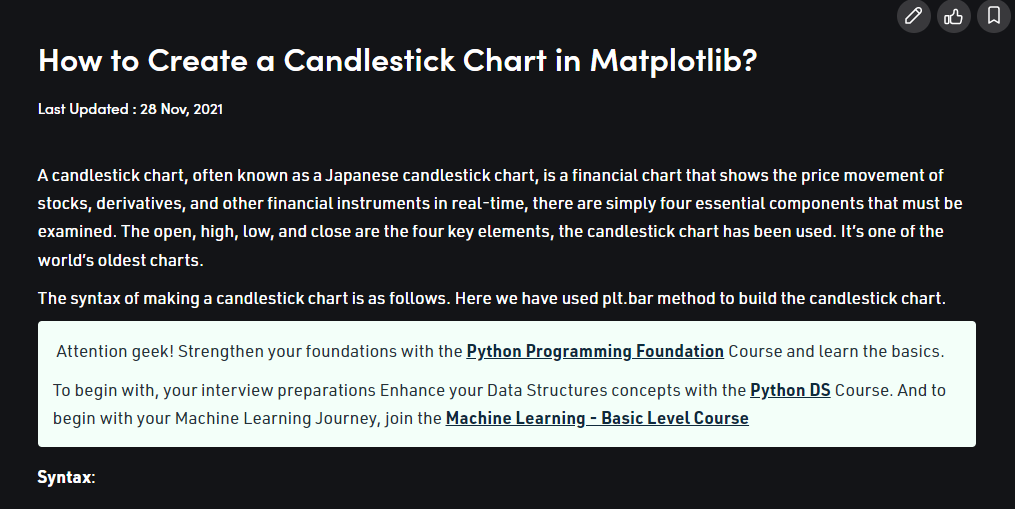 How to Create a Candlestick Chart in Matplotlib?
Last Updated : 28 Nov, 2021
A candlestick chart, often known as a Japanese candlestick chart, is a financial chart that shows the price movement of
stocks, derivatives, and other financial instruments in real-time, there are simply four essential components that must be
examined. The open, high, low, and close are the four key elements, the candlestick chart has been used. It's one of the
world's oldest charts.
The syntax of making a candlestick chart is as follows. Here we have used plt.bar method to build the candlestick chart.
Attention geek! Strengthen your foundations with the Python Programming Foundation Course and learn the basics.
To begin with, your interview preparations Enhance your Data Structures concepts with the Python DS Course. And to
begin with your Machine Learning Journey, join the Machine Learning - Basic Level Course
Syntax: